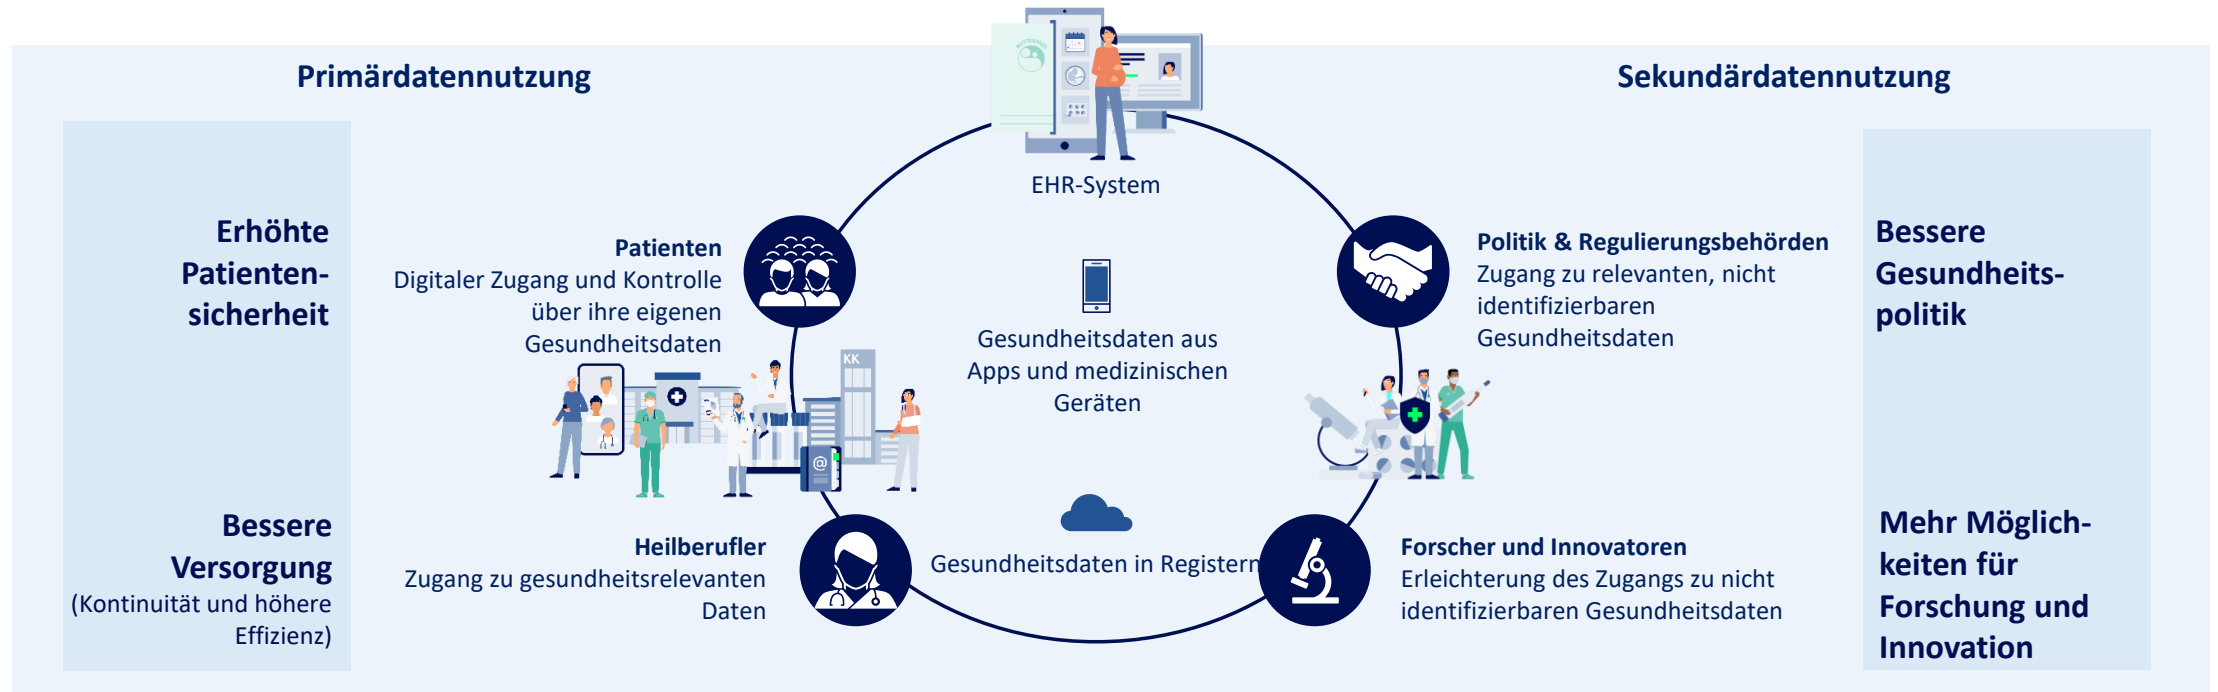 Primärdatennutzung
Sekundärdatennutzung
MUTTERPASS
EHR-System
Erhöhte
Patienten-
sicherheit
Bessere
Versorgung
(Kontinuität und höhere
Effizienz)
Patienten
Digitaler Zugang und Kontrolle
über ihre eigenen
Gesundheitsdaten
KK
@
Heilberufler
Zugang zu gesundheitsrelevanten
Daten
Gesundheitsdaten aus
Apps und medizinischen
Geräten
Gesundheitsdaten in Registern
Politik & Regulierungsbehörden
Zugang zu relevanten, nicht
identifizierbaren
Gesundheitsdaten
Forscher und Innovatoren
Erleichterung des Zugangs zu nicht
identifizierbaren Gesundheitsdaten
Bessere
Gesundheits-
politik
Mehr Möglich-
keiten für
Forschung und
Innovation